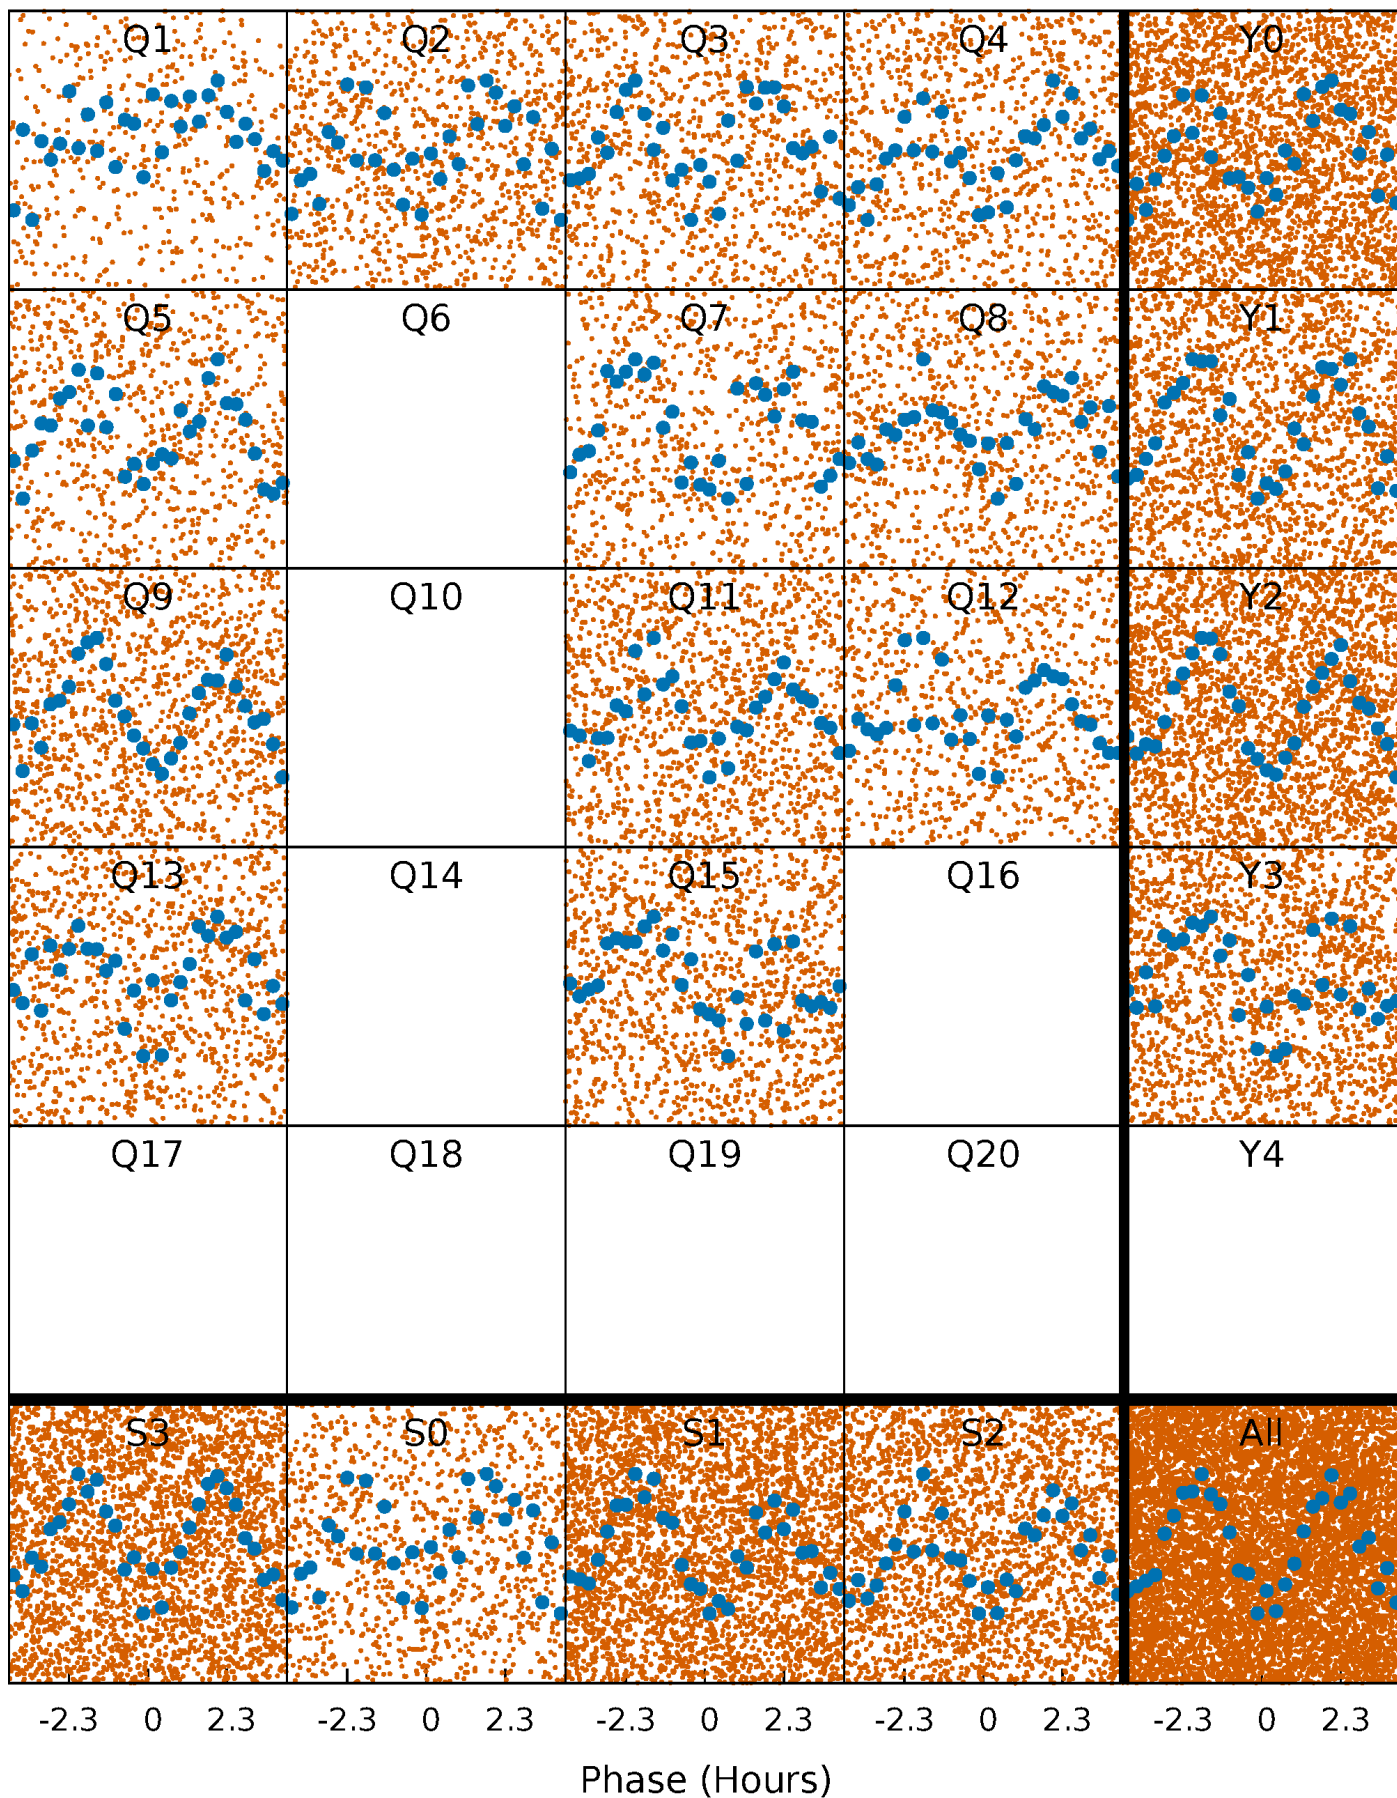 Q1 Q2 Q3 Q4 Y0
Q5 Q6 Q7 Q8 Y1
Q9 Q10 Q11 Q12 Y2
Q13 Q14 Q15 Q16 Y3
Q17 Q18 Q19 Q20 Y4
S3 S0 S1 S2 All
-2.3 0 2.3 -2.3 0 2.3 -2.3 0 2.3 -2.3 0 2.3 -2.3 0 2.3
Phase (Hours)